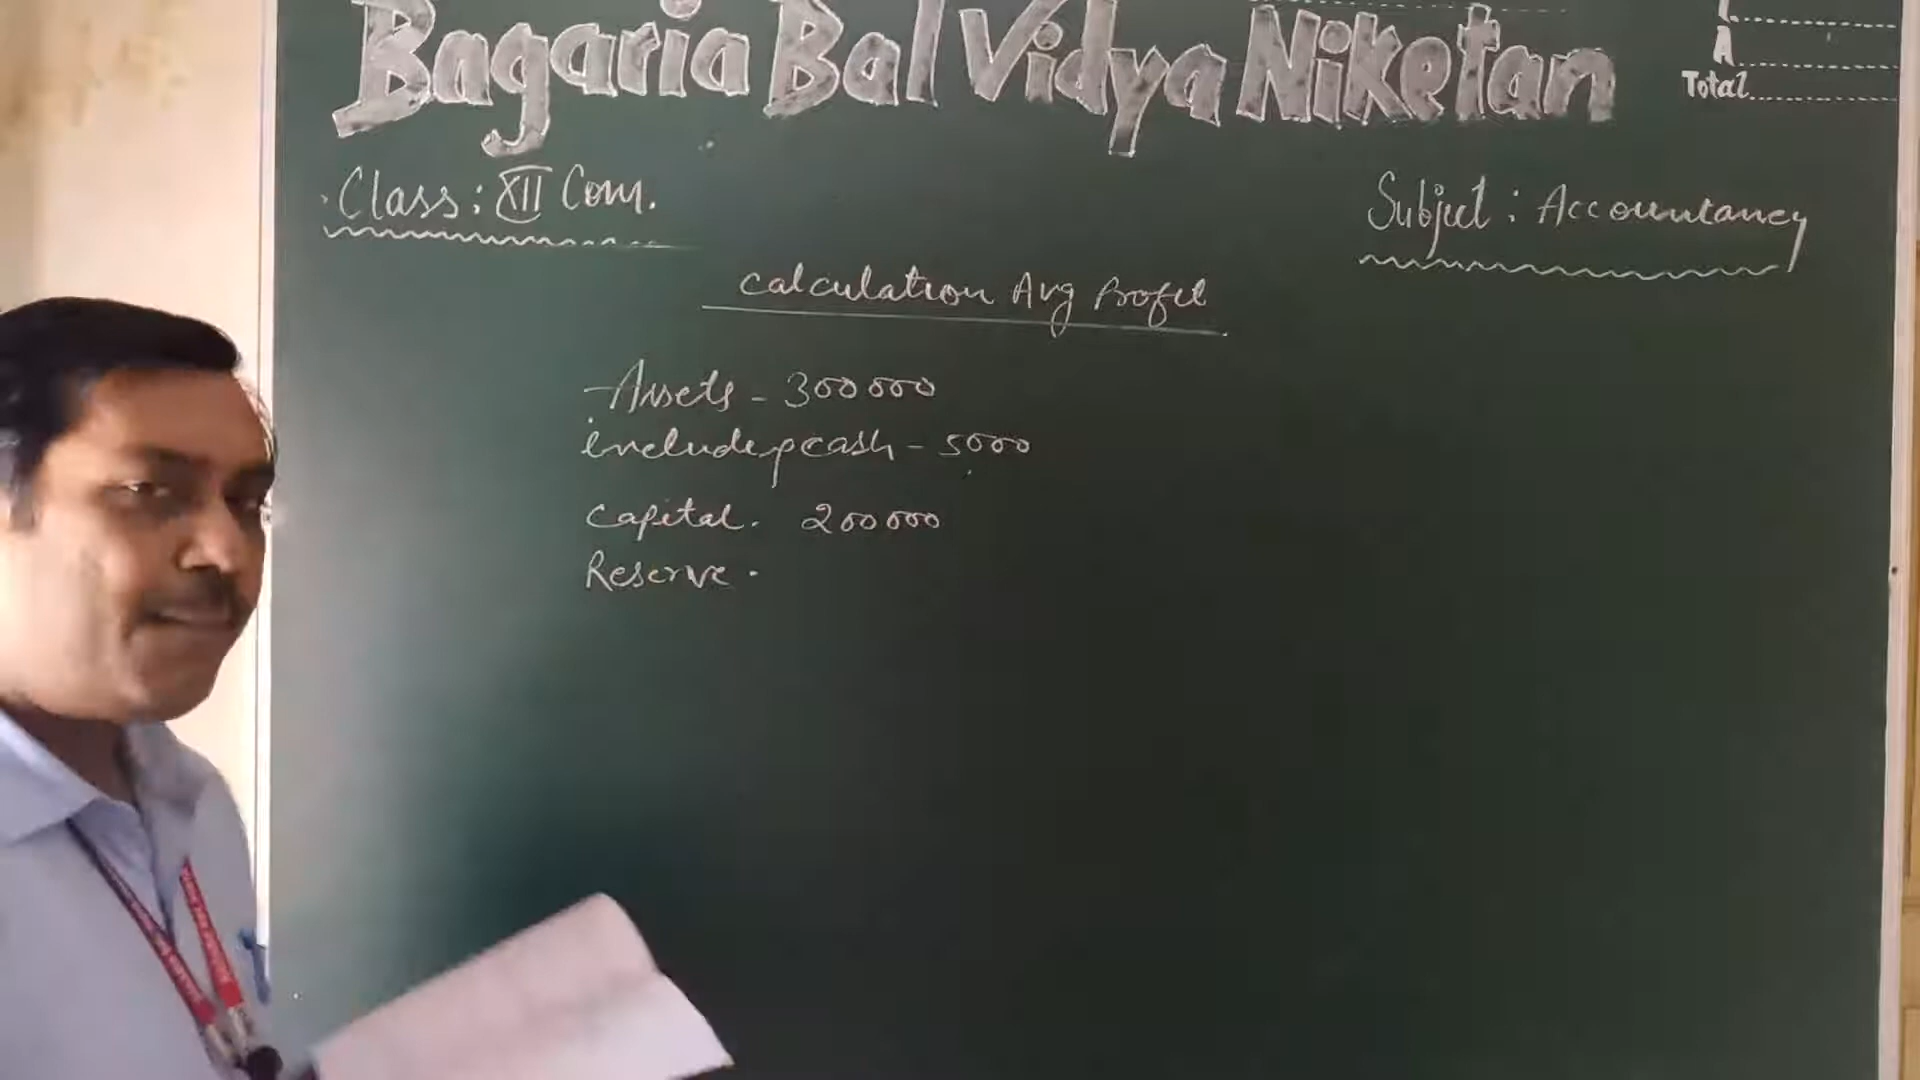 Bagaria Bal Vidya Niketan
A
Total
Class: XII Com.
Subject: Accountancy
Calculation Avg Profit
Assets - 300000
includep cash - 5000
Capital. 200000
Reserve.